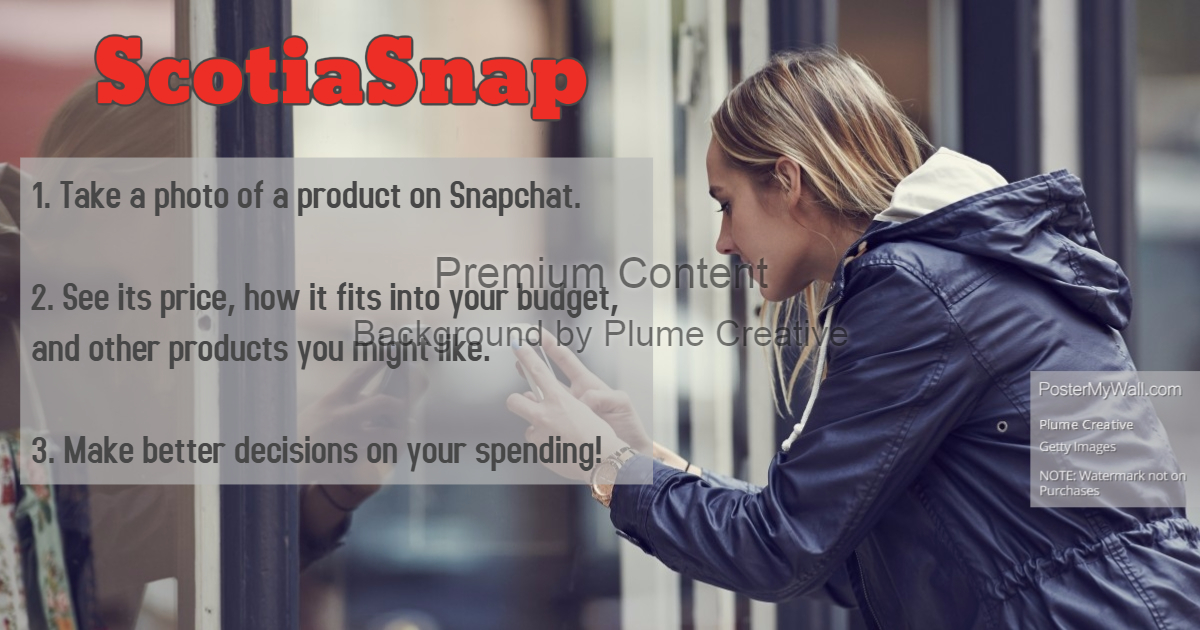 ScotiaSnap
1. Take a photo of a product on Snapchat.
2. See its price, how it fits into your budget,
and other products you might like.
3. Make better decisions on your spending!
Premium Content
Background by Plume Creative
PosterMyWall.com
Plume Creative
Getty Images
NOTE: Watermark not on
Purchases